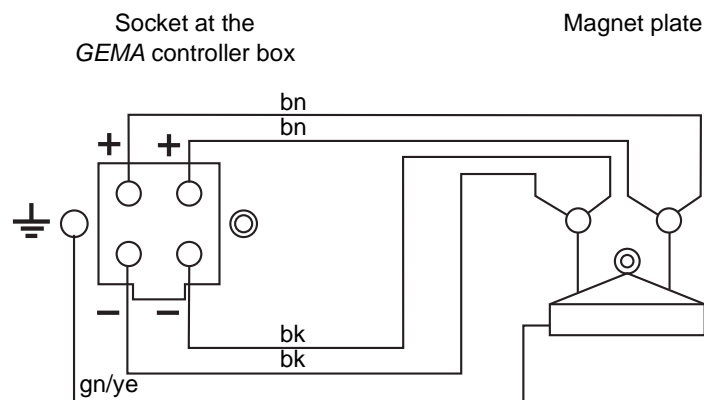 Socket at the
GEMA controller box
Magnet plate
bn
bn
+ +
− −
bk
bk
gn/ye